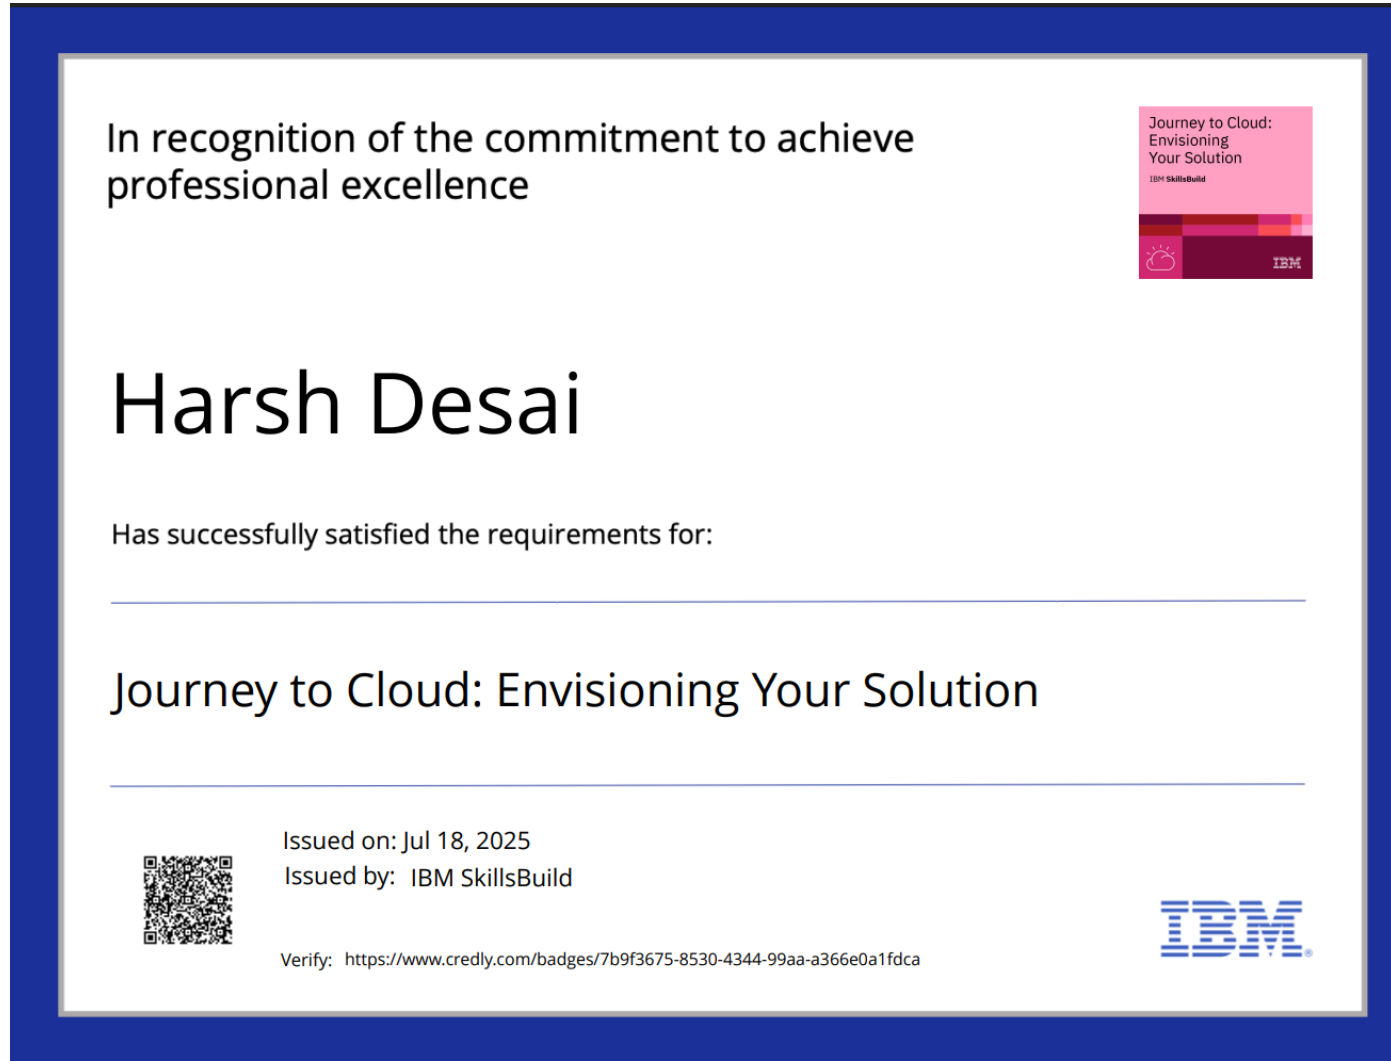 In recognition of the commitment to achieve
professional excellence
Journey to Cloud:
Envisioning
Your Solution
IBM SkillsBuild
IBM
Harsh Desai
Has successfully satisfied the requirements for:
Journey to Cloud: Envisioning Your Solution
Issued on: Jul 18, 2025
Issued by: IBM SkillsBuild
Verify: https://www.credly.com/badges/7b9f3675-8530-4344-99aa-a366e0a1fdca
IBM®